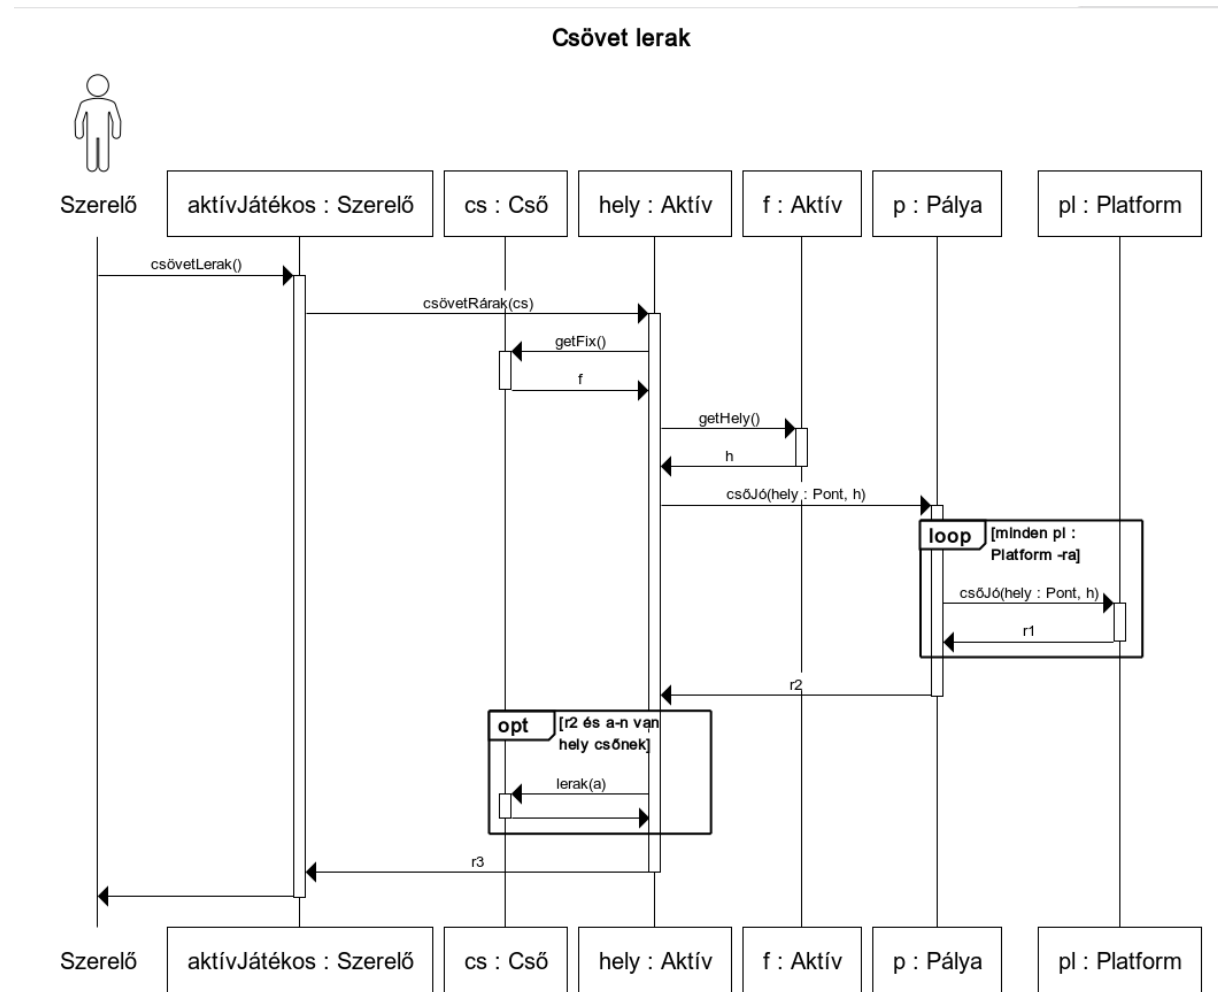 Csövet lerak
Szerelő
aktívJátékos : Szerelő
cs : Cső
hely : Aktív
f : Aktív
p : Pálya
pl : Platform
csövetLerak()
csövetRárak(cs)
getFix()
f
getHely()
h
csőJó(hely : Pont, h)
loop
[minden pl :
Platform -ra]
csőJó(hely : Pont, h)
r1
r2
opt
[r2 és a-n van
hely csőnek]
lerak(a)
r3
Szerelő
aktívJátékos : Szerelő
cs : Cső
hely : Aktív
f : Aktív
p : Pálya
pl : Platform